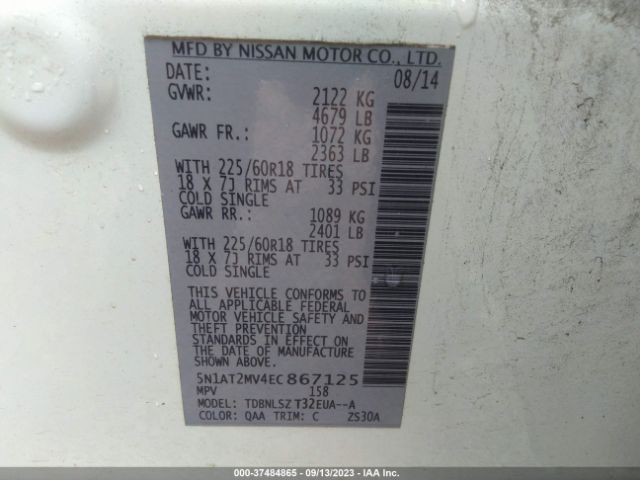 MFD BY NISSAN MOTOR CO., LTD.
DATE: 08/14
GVWR: 2122 KG
4679 LB
GAWR FR.: 1072 KG
2363 LB
WITH 225/60R18 TIRES
18 X 7J RIMS AT 33 PSI
COLD SINGLE
GAWR RR.: 1089 KG
2401 LB
WITH 225/60R18 TIRES
18 X 7J RIMS AT 33 PSI
COLD SINGLE
THIS VEHICLE CONFORMS TO
ALL APPLICABLE FEDERAL
MOTOR VEHICLE SAFETY AND
THEFT PREVENTION
STANDARDS IN EFFECT ON
THE DATE OF MANUFACTURE
SHOWN ABOVE.
5N1AT2MV4EC867125
MPV 158
MODEL: TDBNLSZ T32EUA--A
COLOR: QAA TRIM: C ZS30A
000-37484865 - 09/13/2023 - IAA, Inc.